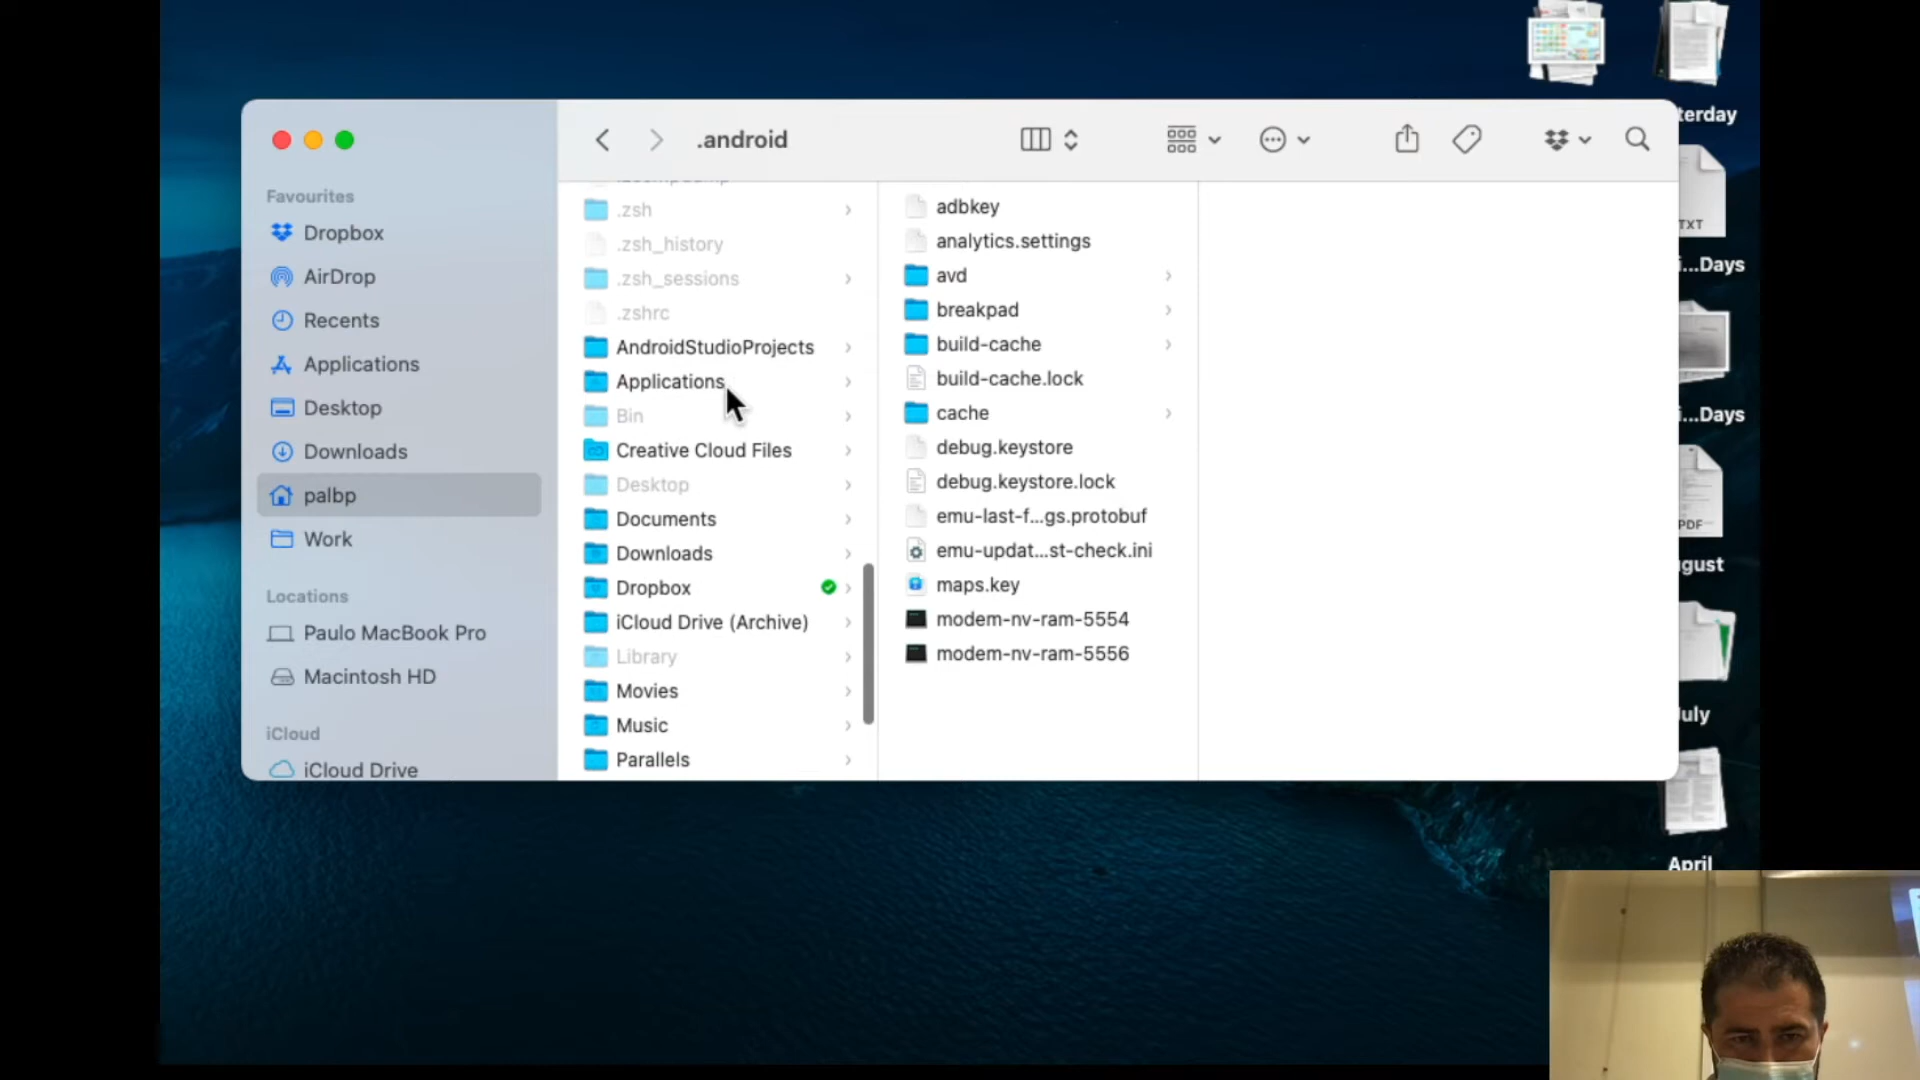 .android
Favourites
Dropbox
AirDrop
Recents
Applications
Desktop
Downloads
palbp
Work
Locations
Paulo MacBook Pro
Macintosh HD
iCloud
iCloud Drive
.zsh
.zsh_history
.zsh_sessions
.zshrc
AndroidStudioProjects
Applications
Bin
Creative Cloud Files
Desktop
Documents
Downloads
Dropbox
iCloud Drive (Archive)
Library
Movies
Music
Parallels
adbkey
analytics.settings
avd
breakpad
build-cache
build-cache.lock
cache
debug.keystore
debug.keystore.lock
emu-last-f...gs.protobuf
emu-updat...st-check.ini
maps.key
modem-nv-ram-5554
modem-nv-ram-5556
terday
TXT
...Days
...Days
PDF
gust
uly
April